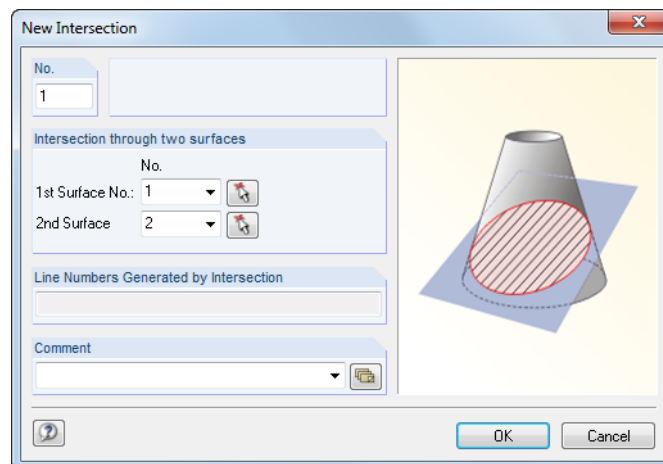 New Intersection
No.
1
Intersection through two surfaces
No.
1st Surface No.: 1
2nd Surface 2
Line Numbers Generated by Intersection
Comment
OK Cancel